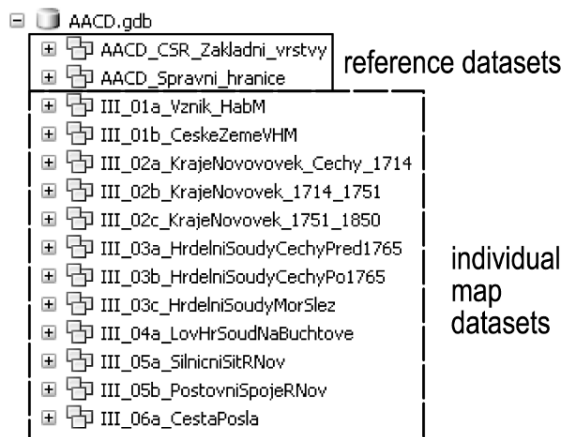 AACD.gdb
AACD_CSR_Zakladni_vrstvy
AACD_Spravni_hranice
reference datasets
III_01a_Vznik_HabM
III_01b_CeskeZemeVHM
III_02a_KrajeNovovovek_Cechy_1714
III_02b_KrajeNovovek_1714_1751
III_02c_KrajeNovovek_1751_1850
III_03a_HrdelniSoudyCechyPred1765
III_03b_HrdelniSoudyCechyPo1765
III_03c_HrdelniSoudyMorSlez
III_04a_LovHrSoudNaBuchtove
III_05a_SilnicniSitRNov
III_05b_PostovniSpojeRNov
III_06a_CestaPosla
individual
map
datasets